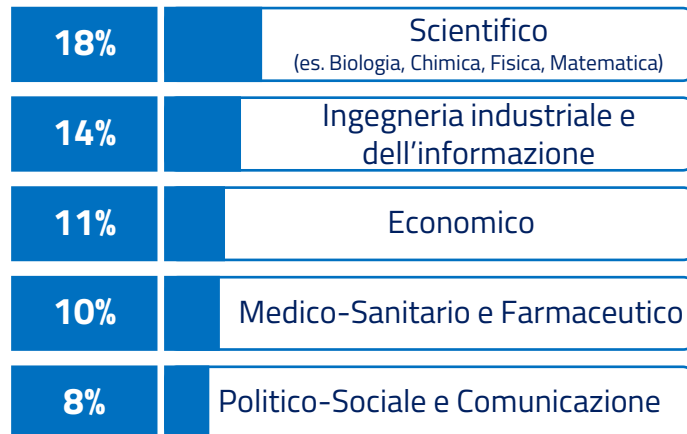 18%
Scientifico
(es. Biologia, Chimica, Fisica, Matematica)
14%
Ingegneria industriale e
dell’informazione
11%
Economico
10%
Medico-Sanitario e Farmaceutico
8%
Politico-Sociale e Comunicazione